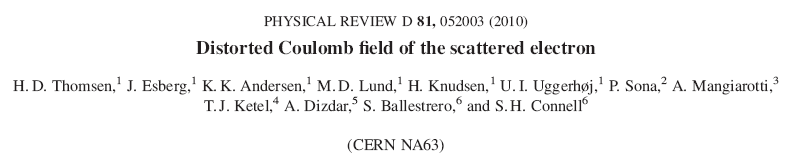 PHYSICAL REVIEW D 81, 052003 (2010)
Distorted Coulomb field of the scattered electron
H. D. Thomsen,1 J. Esberg,1 K. K. Andersen,1 M. D. Lund,1 H. Knudsen,1 U. I. Uggerhøj,1 P. Sona,2 A. Mangiarotti,3
T. J. Ketel,4 A. Dizdar,5 S. Ballestrero,6 and S. H. Connell6
(CERN NA63)